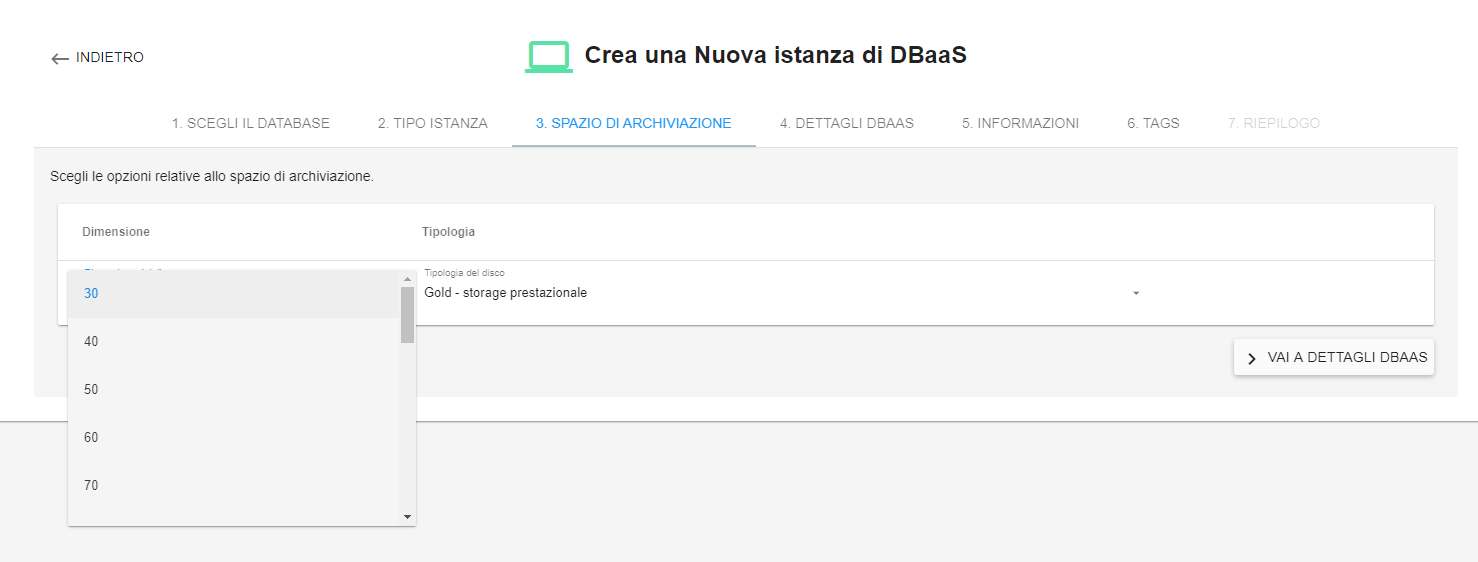 INDIETRO
Crea una Nuova istanza di DBaaS
1. SCEGLI IL DATABASE
2. TIPO ISTANZA
3. SPAZIO DI ARCHIVIAZIONE
4. DETTAGLI DBAAS
5. INFORMAZIONI
6. TAGS
7. RIEPILOGO
Scegli le opzioni relative allo spazio di archiviazione.
Dimensione
Tipologia
Tipologia del disco
30
Gold - storage prestazionale
40
50
60
70
VAI A DETTAGLI DBAAS